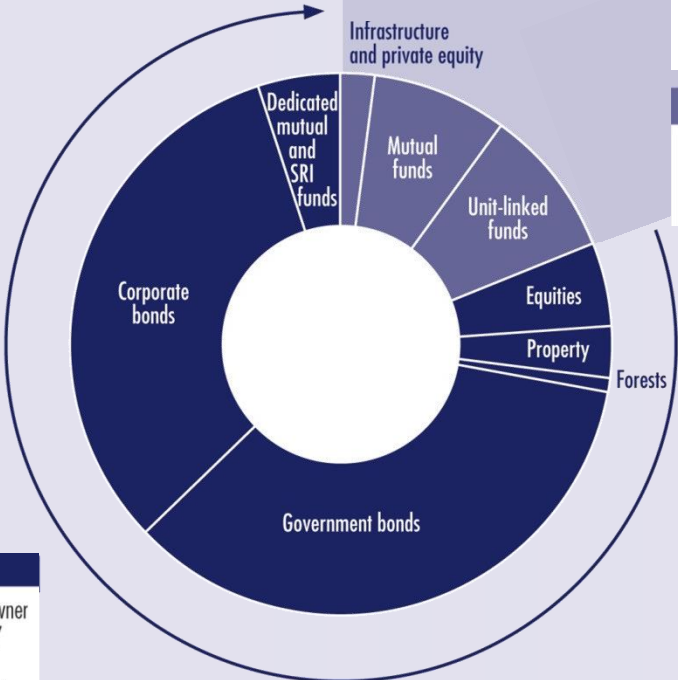 Infrastructure
and private equity
Dedicated
mutual
and
SRI
funds
Mutual
funds
Unit-linked
funds
Corporate
bonds
Equities
Property
Forests
Government bonds